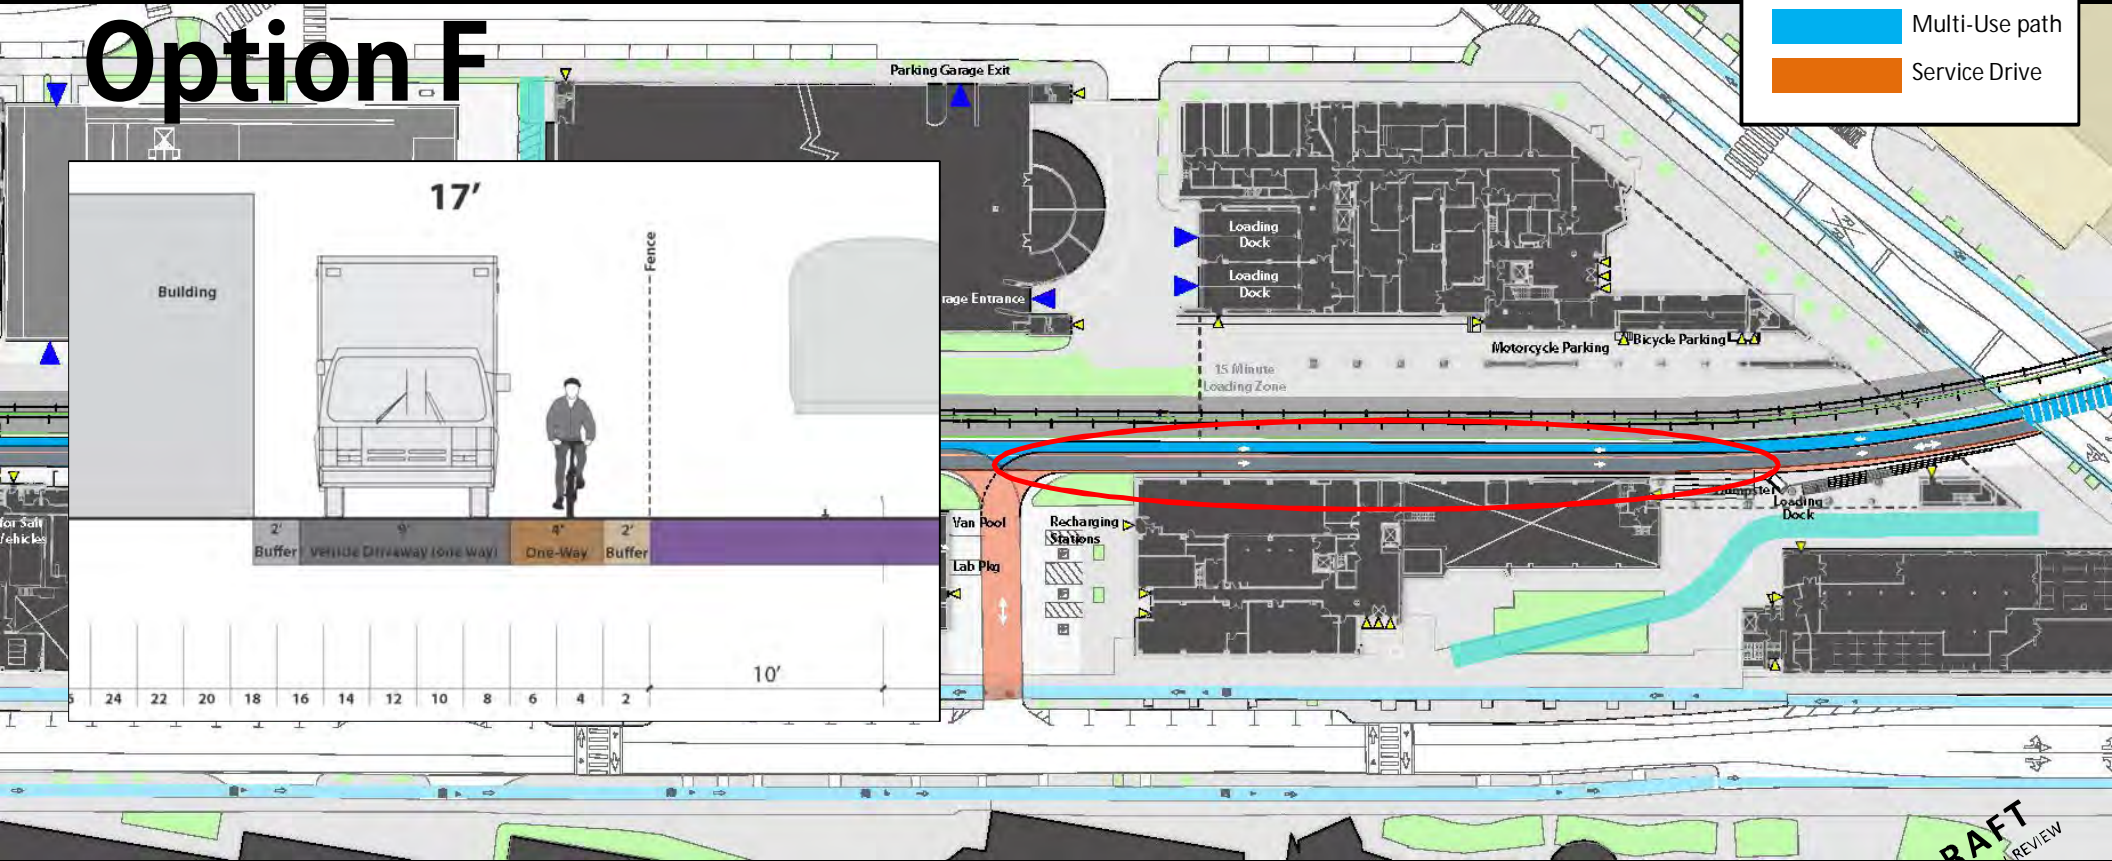 Option F
Multi-Use path
Service Drive
Parking Garage Exit
Loading
Dock
Loading
Dock
rage Entrance
Motorcycle Parking
Bicycle Parking
15 Minute
Loading Zone
17'
Building
Fence
2' 9' 4' 2'
Buffer Vehicle Driveway (one way) One-Way Buffer
10'
24 22 20 18 16 14 12 10 8 6 4 2
for Salt
Vehicles
Van Pool
Lab Pkg
Recharging
Stations
Dumpster
Loading
Dock
RAFT
REVIEW